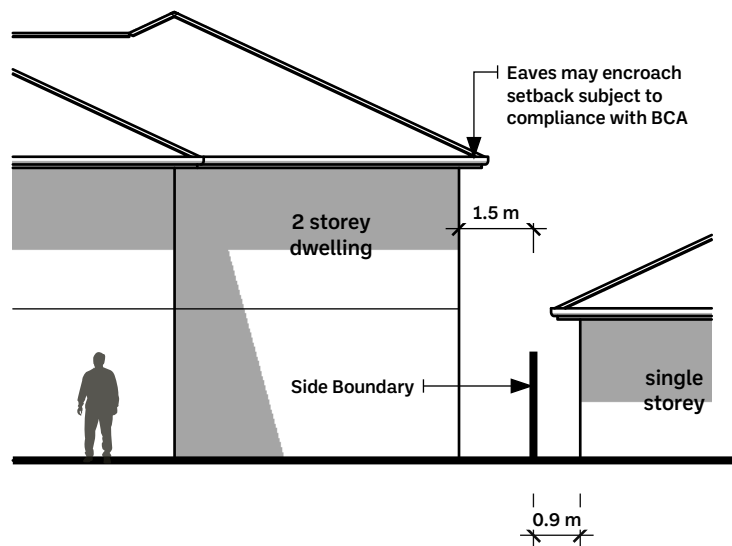 Eaves may encroach
setback subject to
compliance with BCA
1.5 m
2 storey
dwelling
Side Boundary
single
storey
0.9 m